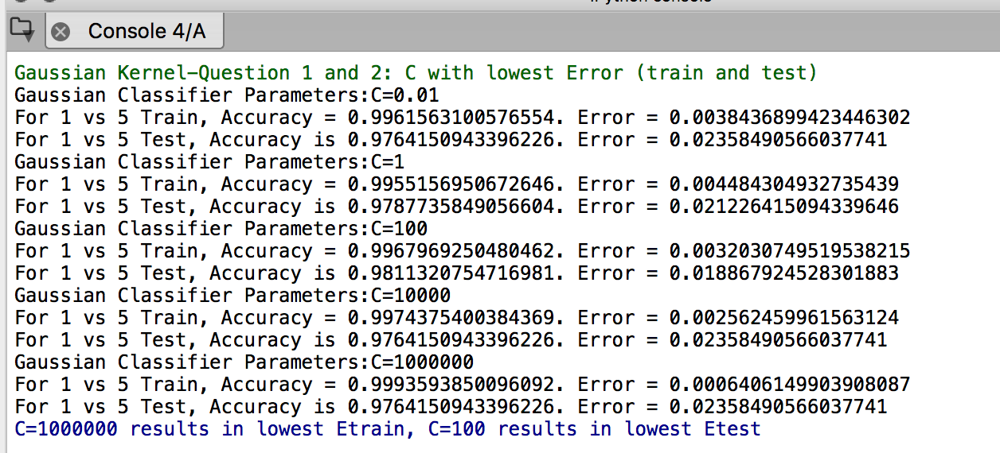 Console 4/A
Gaussian Kernel-Question 1 and 2: C with lowest Error (train and test)
Gaussian Classifier Parameters:C=0.01
For 1 vs 5 Train, Accuracy = 0.9961563100576554. Error = 0.0038436899423446302
For 1 vs 5 Test, Accuracy is 0.9764150943396226. Error = 0.02358490566037741
Gaussian Classifier Parameters:C=1
For 1 vs 5 Train, Accuracy = 0.9955156950672646. Error = 0.004484304932735439
For 1 vs 5 Test, Accuracy is 0.9787735849056604. Error = 0.021226415094339646
Gaussian Classifier Parameters:C=100
For 1 vs 5 Train, Accuracy = 0.9967969250480462. Error = 0.0032030749519538215
For 1 vs 5 Test, Accuracy is 0.9811320754716981. Error = 0.018867924528301883
Gaussian Classifier Parameters:C=10000
For 1 vs 5 Train, Accuracy = 0.9974375400384369. Error = 0.002562459961563124
For 1 vs 5 Test, Accuracy is 0.9764150943396226. Error = 0.02358490566037741
Gaussian Classifier Parameters:C=1000000
For 1 vs 5 Train, Accuracy = 0.9993593850096092. Error = 0.0006406149903908087
For 1 vs 5 Test, Accuracy is 0.9764150943396226. Error = 0.02358490566037741
C=1000000 results in lowest Etrain, C=100 results in lowest Etest